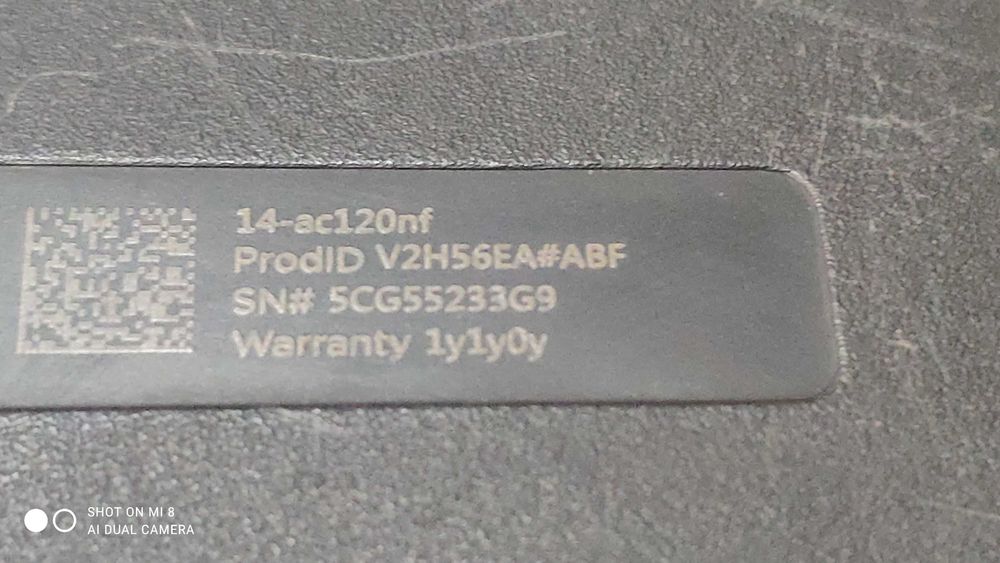 14-ac120nf
ProdID V2H56EA#ABF
SN# 5CG55233G9
Warranty 1y1y0y
SHOT ON MI 8
AI DUAL CAMERA